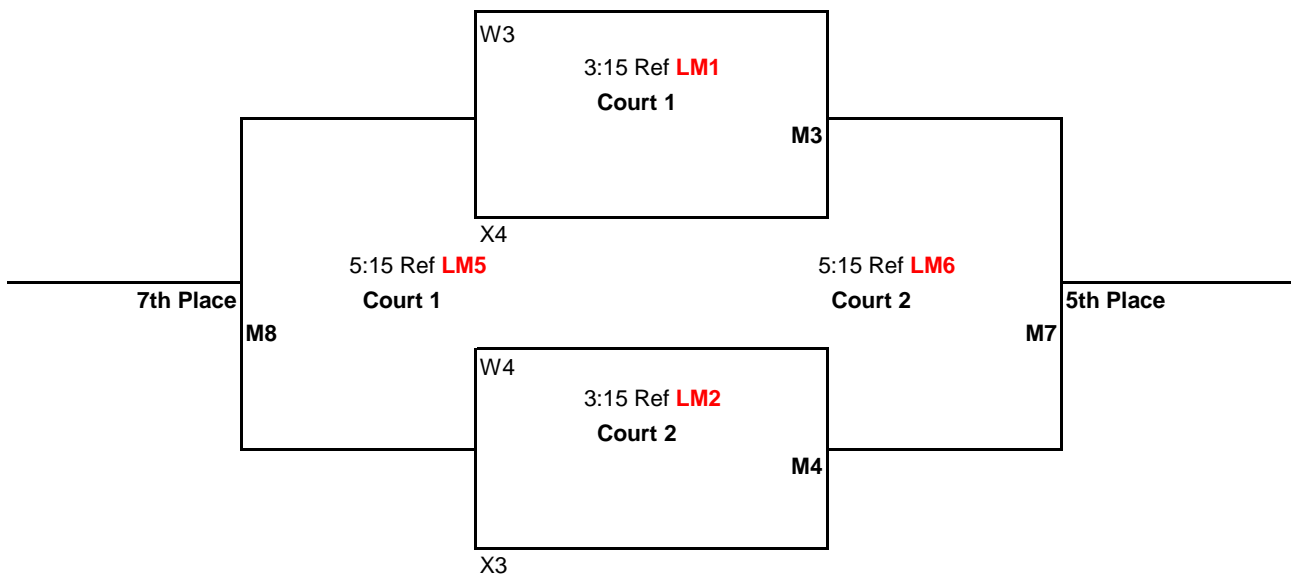 W3
3:15 Ref LM1
Court 1
M3
X4
5:15 Ref LM5
5:15 Ref LM6
7th Place
Court 1
Court 2
5th Place
M8
M7
W4
3:15 Ref LM2
Court 2
M4
X3